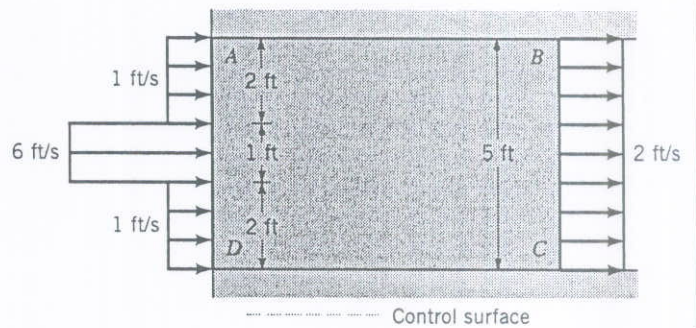 A
B
1 ft/s
2 ft
6 ft/s
1 ft
5 ft
2 ft/s
1 ft/s
2 ft
D
C
Control surface